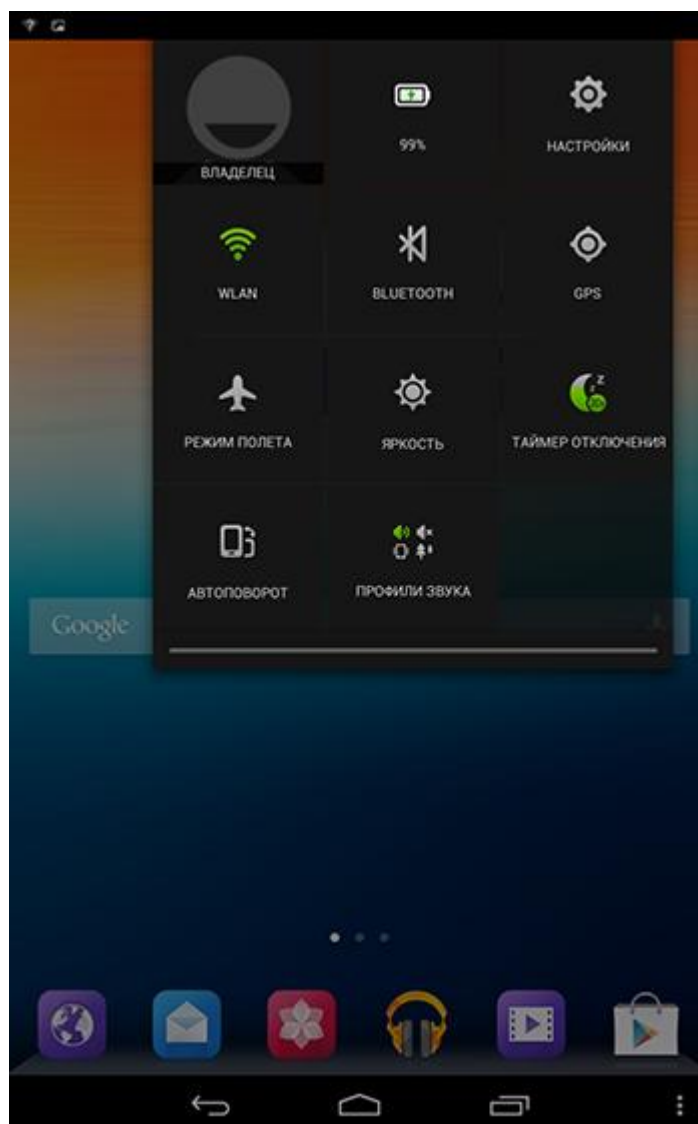 ВЛАДЕЛЕЦ
99%
НАСТРОЙКИ
WLAN
BLUETOOTH
GPS
РЕЖИМ ПОЛЕТА
ЯРКОСТЬ
ТАЙМЕР ОТКЛЮЧЕНИЯ
АВТОПОВОРОТ
ПРОФИЛИ ЗВУКА
Google